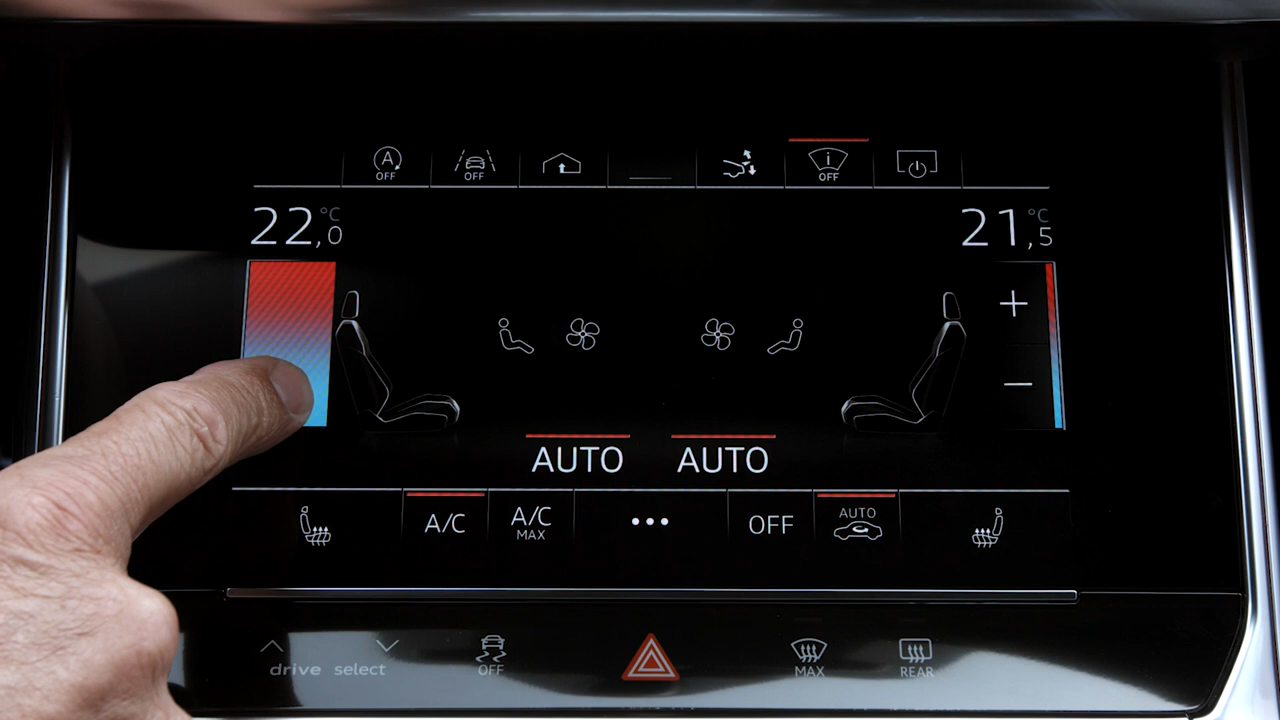 A
OFF
OFF
i
OFF
22,0 °C
21,5 °C
+
−
AUTO AUTO
A/C
A/C
MAX
•••
OFF
AUTO
drive select
OFF
MAX
REAR